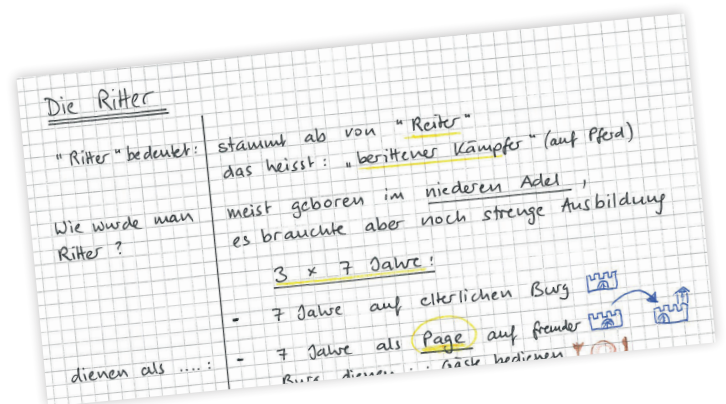 Die Ritter
"Ritter" bedeutet: stammt ab von "Reiter"
das heisst: "berittener Kämpfer" (auf Pferd)
Wie wurde man meist geboren im niederen Adel,
Ritter? es brauchte aber noch strenge Ausbildung
3 x 7 Jahre:
- 7 Jahre auf elterlichen Burg
dienen als ....: - 7 Jahre als Page auf fremder
Burg dienen Gäste bedienen